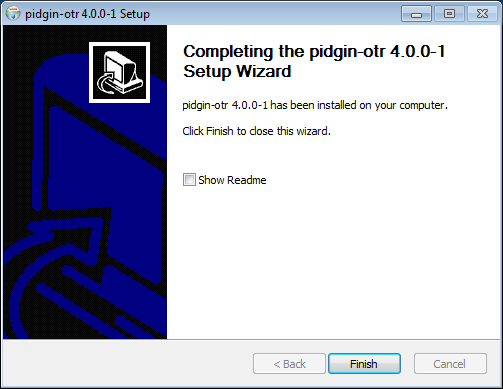 pidgin-otr 4.0.0-1 Setup
Completing the pidgin-otr 4.0.0-1
Setup Wizard
pidgin-otr 4.0.0-1 has been installed on your computer.
Click Finish to close this wizard.
Show Readme
< Back
Finish
Cancel